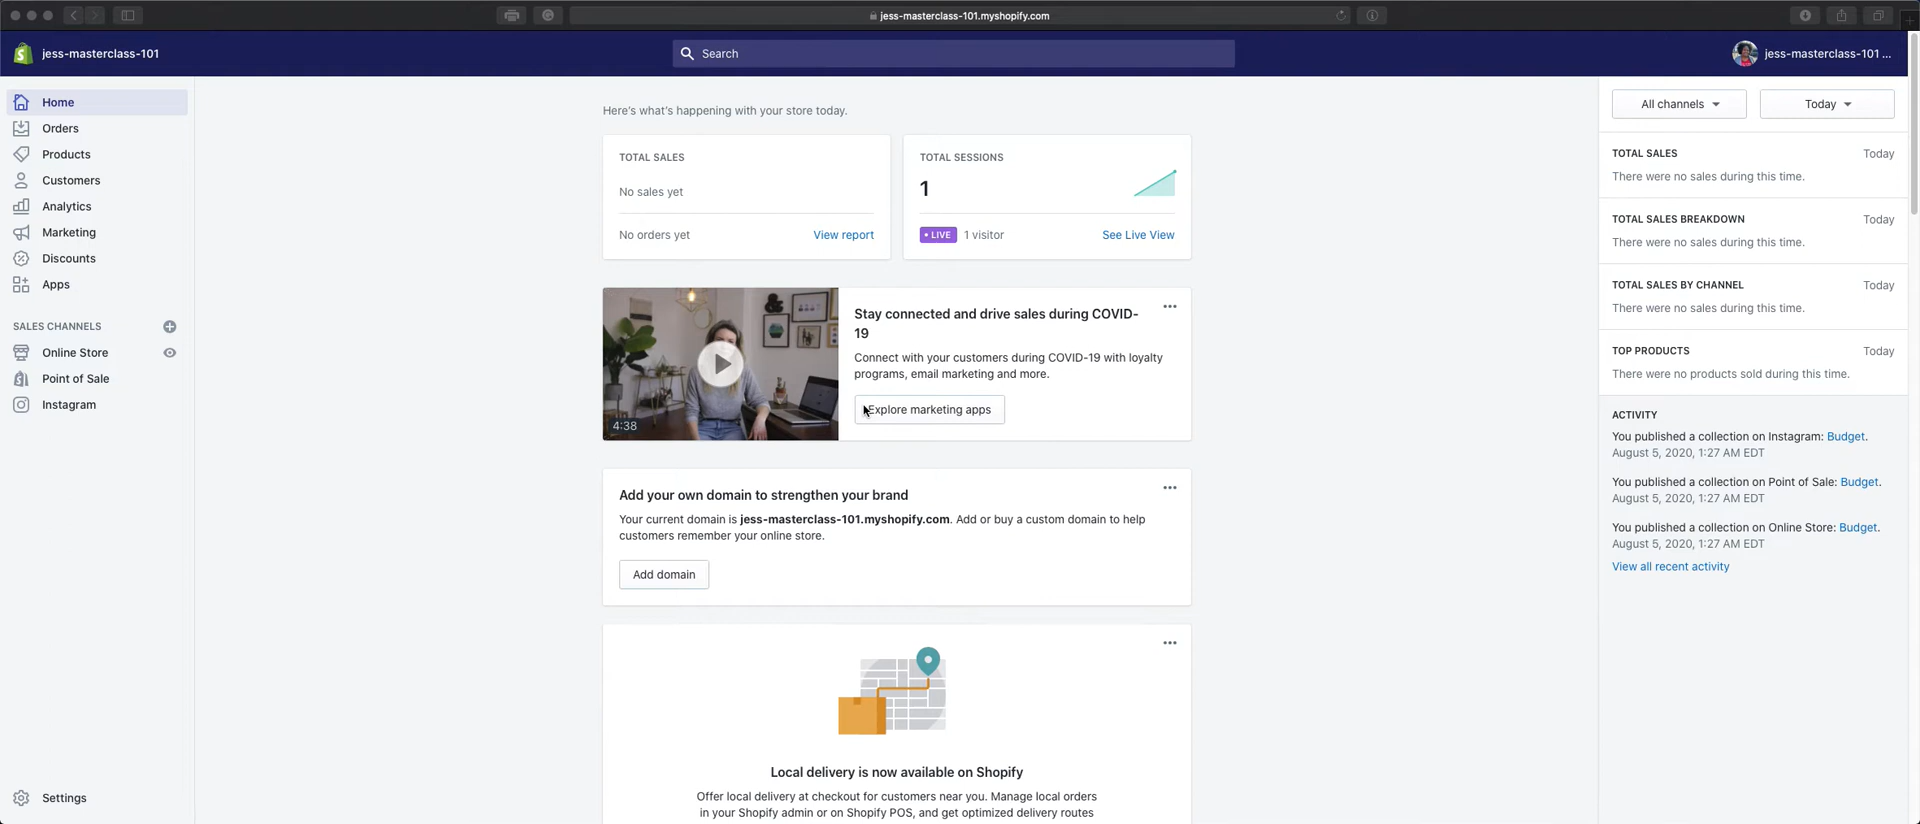 jess-masterclass-101.myshopify.com
jess-masterclass-101
Search
jess-masterclass-101 ...
Home
Orders
Products
Customers
Analytics
Marketing
Discounts
Apps
SALES CHANNELS
Online Store
Point of Sale
Instagram
Settings
Here's what's happening with your store today.
TOTAL SALES
No sales yet
No orders yet
View report
TOTAL SESSIONS
1
• LIVE 1 visitor
See Live View
4:38
Stay connected and drive sales during COVID-
19
Connect with your customers during COVID-19 with loyalty
programs, email marketing and more.
Explore marketing apps
Add your own domain to strengthen your brand
Your current domain is jess-masterclass-101.myshopify.com. Add or buy a custom domain to help
customers remember your online store.
Add domain
Local delivery is now available on Shopify
Offer local delivery at checkout for customers near you. Manage local orders
in your Shopify admin or on Shopify POS, and get optimized delivery routes
All channels
Today
TOTAL SALES Today
There were no sales during this time.
TOTAL SALES BREAKDOWN Today
There were no sales during this time.
TOTAL SALES BY CHANNEL Today
There were no sales during this time.
TOP PRODUCTS Today
There were no products sold during this time.
ACTIVITY
You published a collection on Instagram: Budget.
August 5, 2020, 1:27 AM EDT
You published a collection on Point of Sale: Budget.
August 5, 2020, 1:27 AM EDT
You published a collection on Online Store: Budget.
August 5, 2020, 1:27 AM EDT
View all recent activity